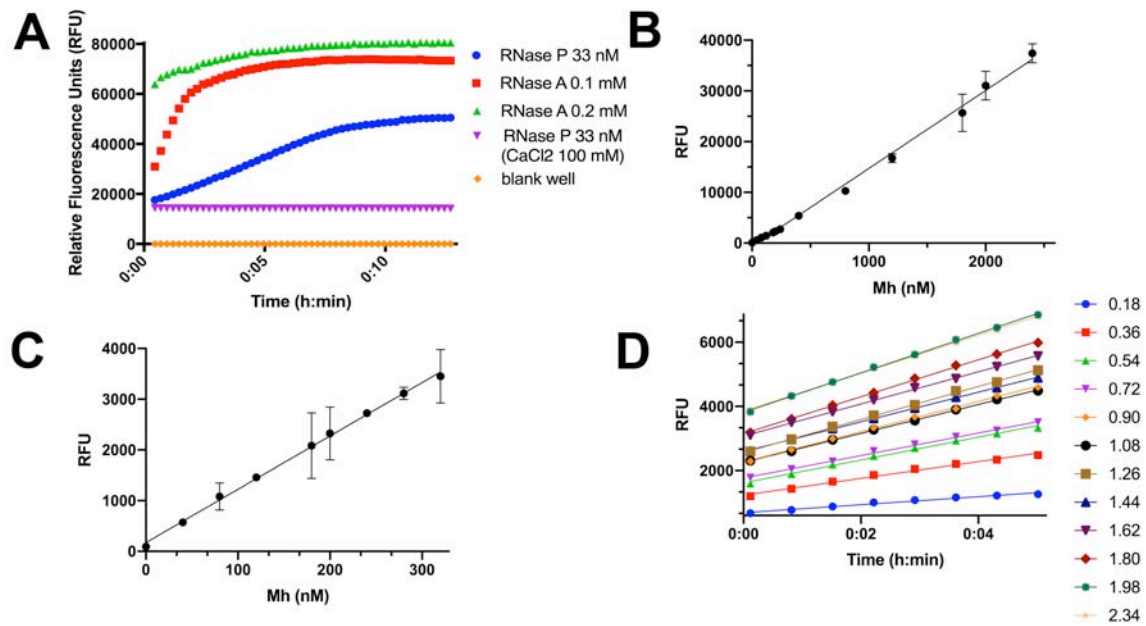 A
Relative Fluorescence Units (RFU)
80000
60000
40000
20000
0
0:00
0:05
0:10
Time (h:min)
RNase P 33 nM
RNase A 0.1 mM
RNase A 0.2 mM
RNase P 33 nM
(CaCl2 100 mM)
blank well
B
RFU
40000
30000
20000
10000
0
0
1000
2000
Mh (nM)
C
RFU
4000
3000
2000
1000
0
0
100
200
300
Mh (nM)
D
RFU
6000
4000
2000
0:00
0:02
0:04
Time (h:min)
0.18
0.36
0.54
0.72
0.90
1.08
1.26
1.44
1.62
1.80
1.98
2.34